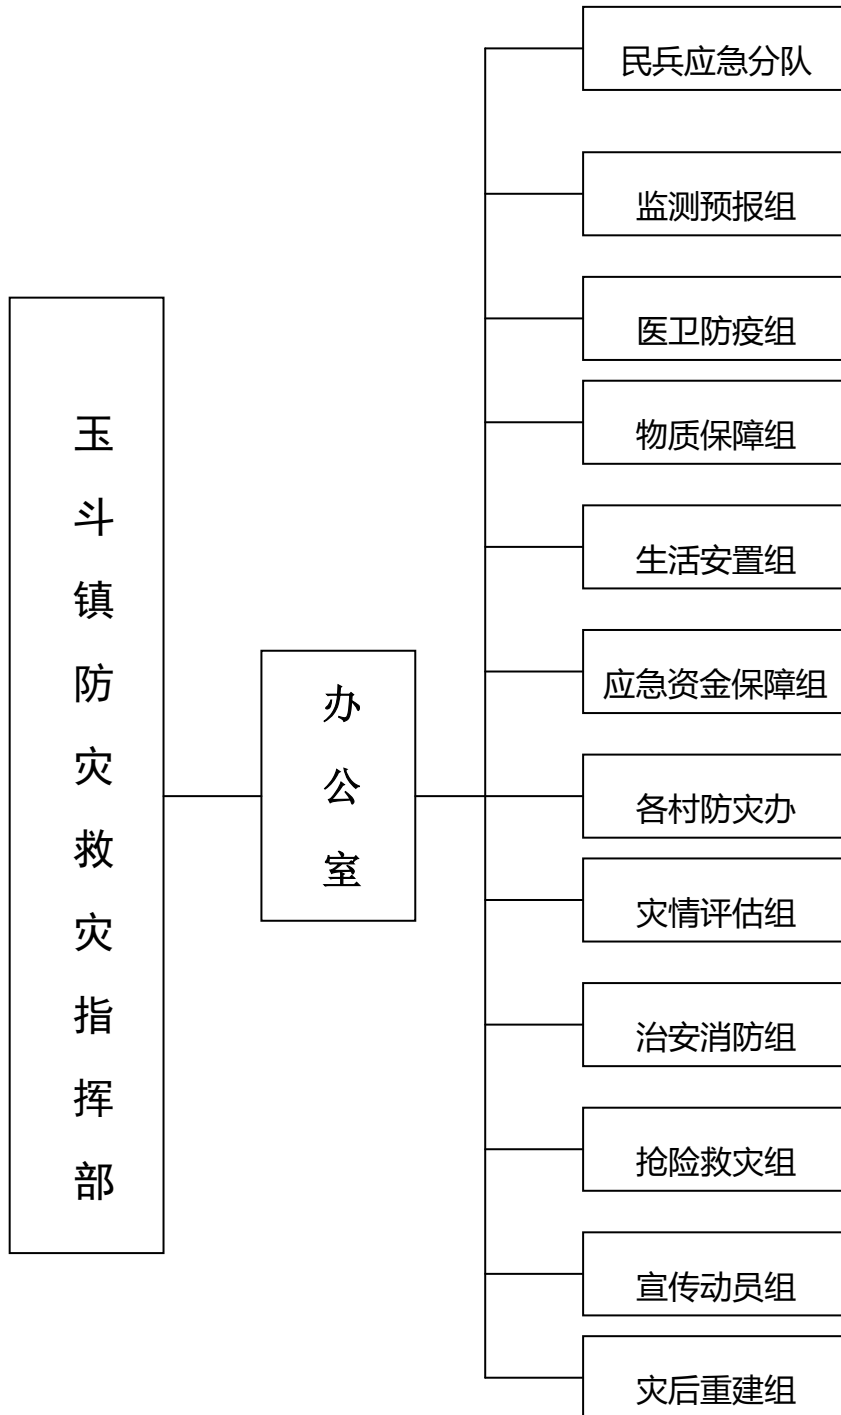 玉斗镇防灾救灾指挥部
办公室
民兵应急分队
监测预报组
医卫防疫组
物质保障组
生活安置组
应急资金保障组
各村防灾办
灾情评估组
治安消防组
抢险救灾组
宣传动员组
灾后重建组